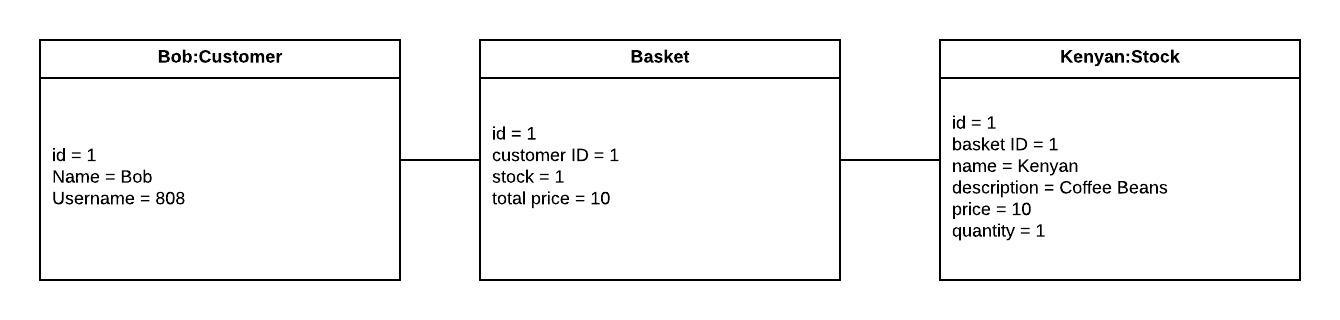 Bob:Customer
id = 1
Name = Bob
Username = 808
Basket
id = 1
customer ID = 1
stock = 1
total price = 10
Kenyan:Stock
id = 1
basket ID = 1
name = Kenyan
description = Coffee Beans
price = 10
quantity = 1